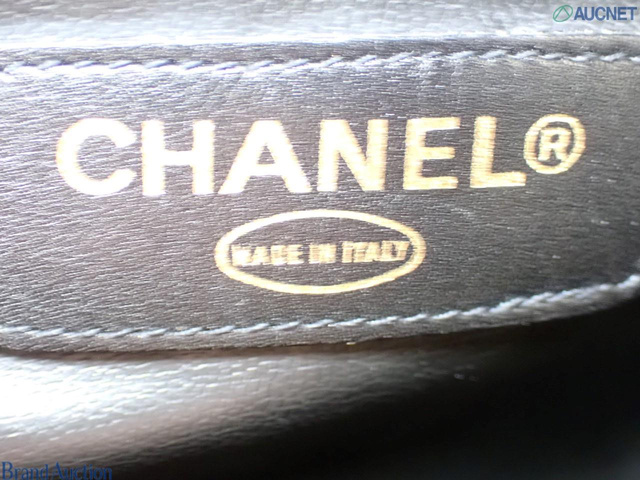 AUCNET
CHANEL®
MADE IN ITALY
Brand Auction